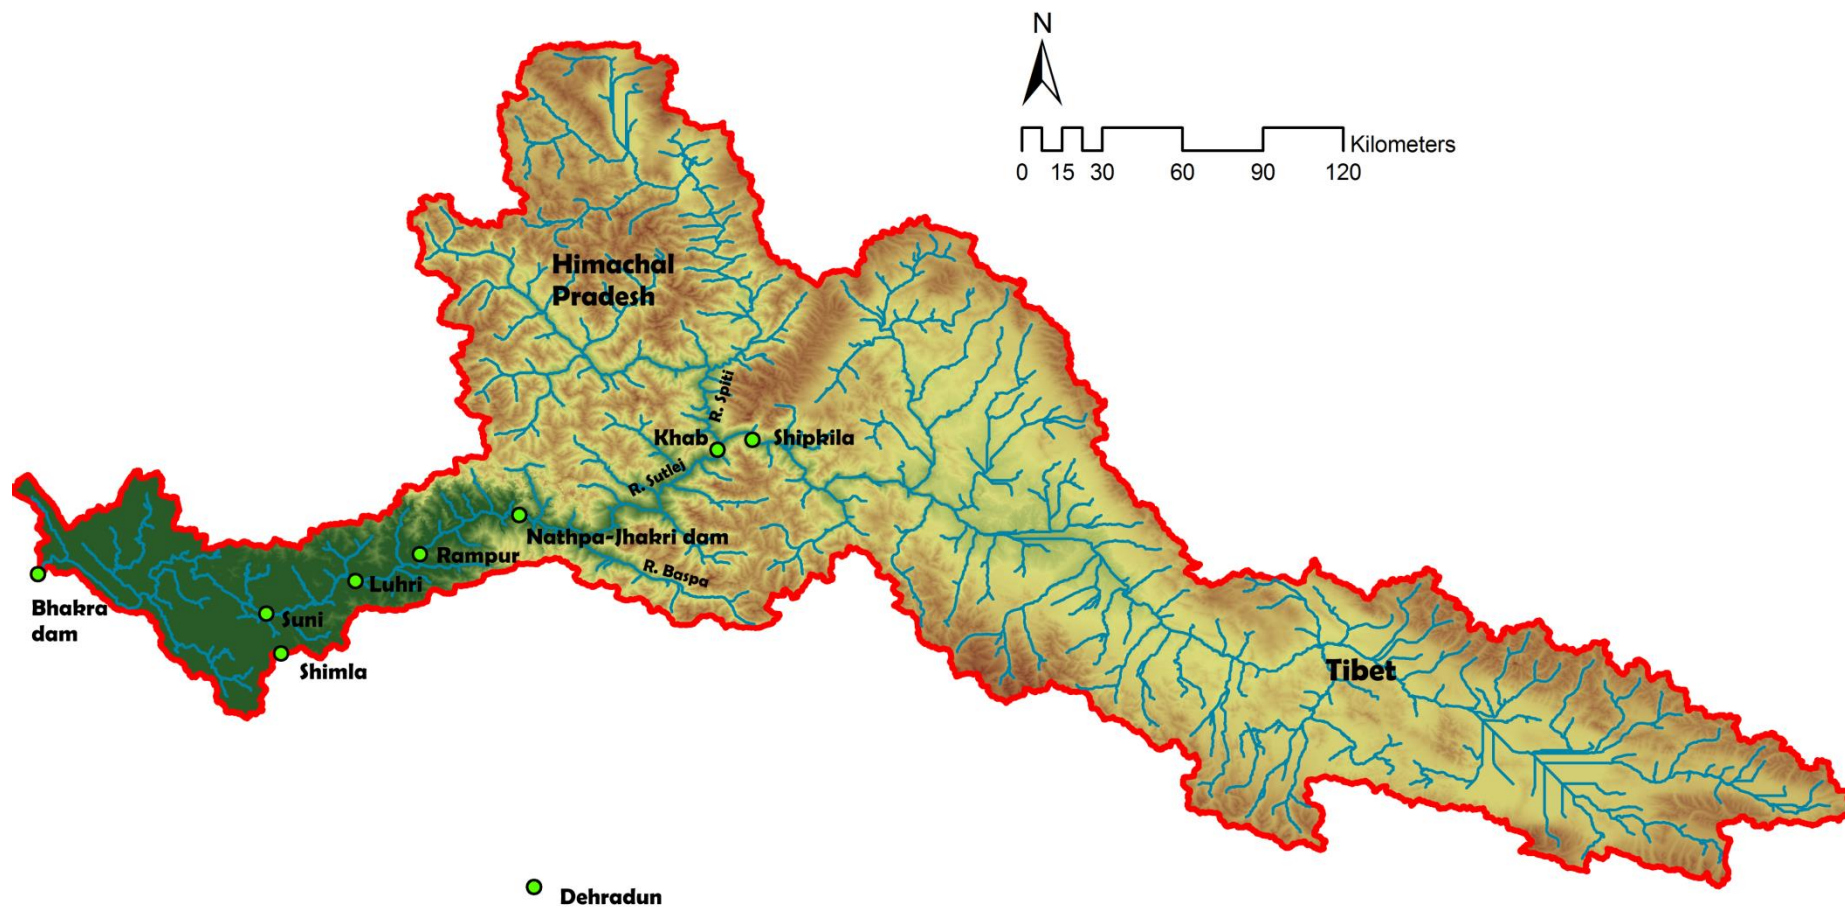 N
Kilometers
0 15 30 60 90 120
Himachal
Pradesh
R. Spiti
Khab
Shipkila
R. Sutlej
Nathpa-Jhakri dam
Rampur
R. Baspa
Luhri
Bhakra
dam
Suni
Shimla
Tibet
Dehradun